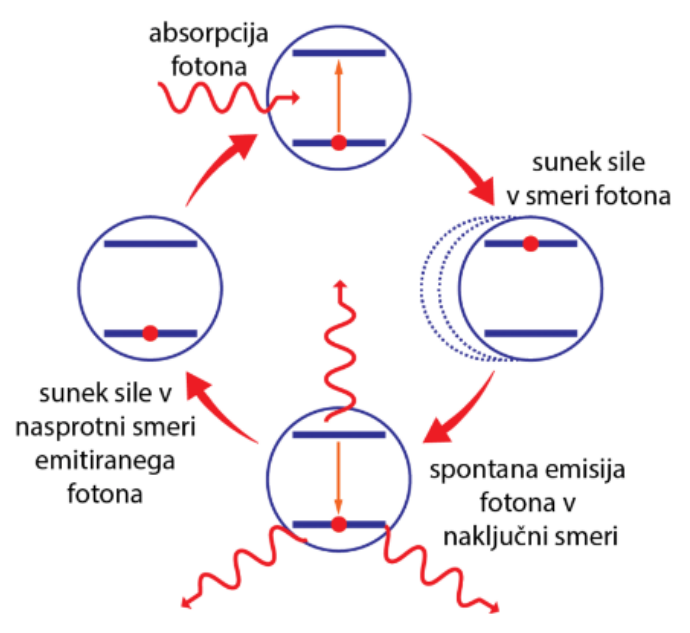 absorpcija
fotona
sunek sile
v smeri fotona
spontana emisija
fotona v
naključni smeri
sunek sile v
nasprotni smeri
emitiranega
fotona